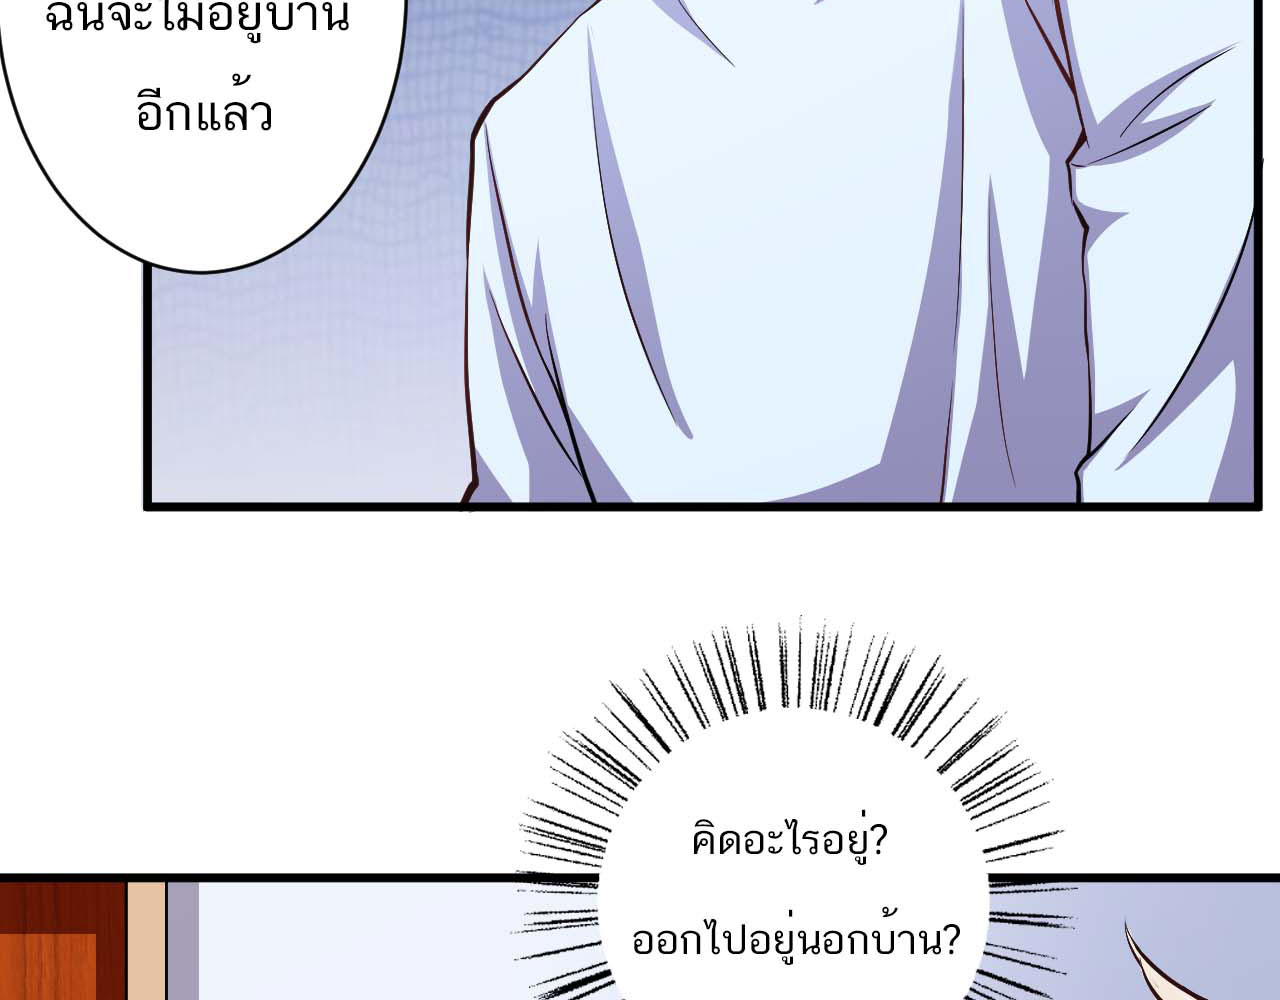 ฉันจะไม่อยู่บ้าน
อีกแล้ว
คิดอะไรอยู่?
ออกไปอยู่นอกบ้าน?